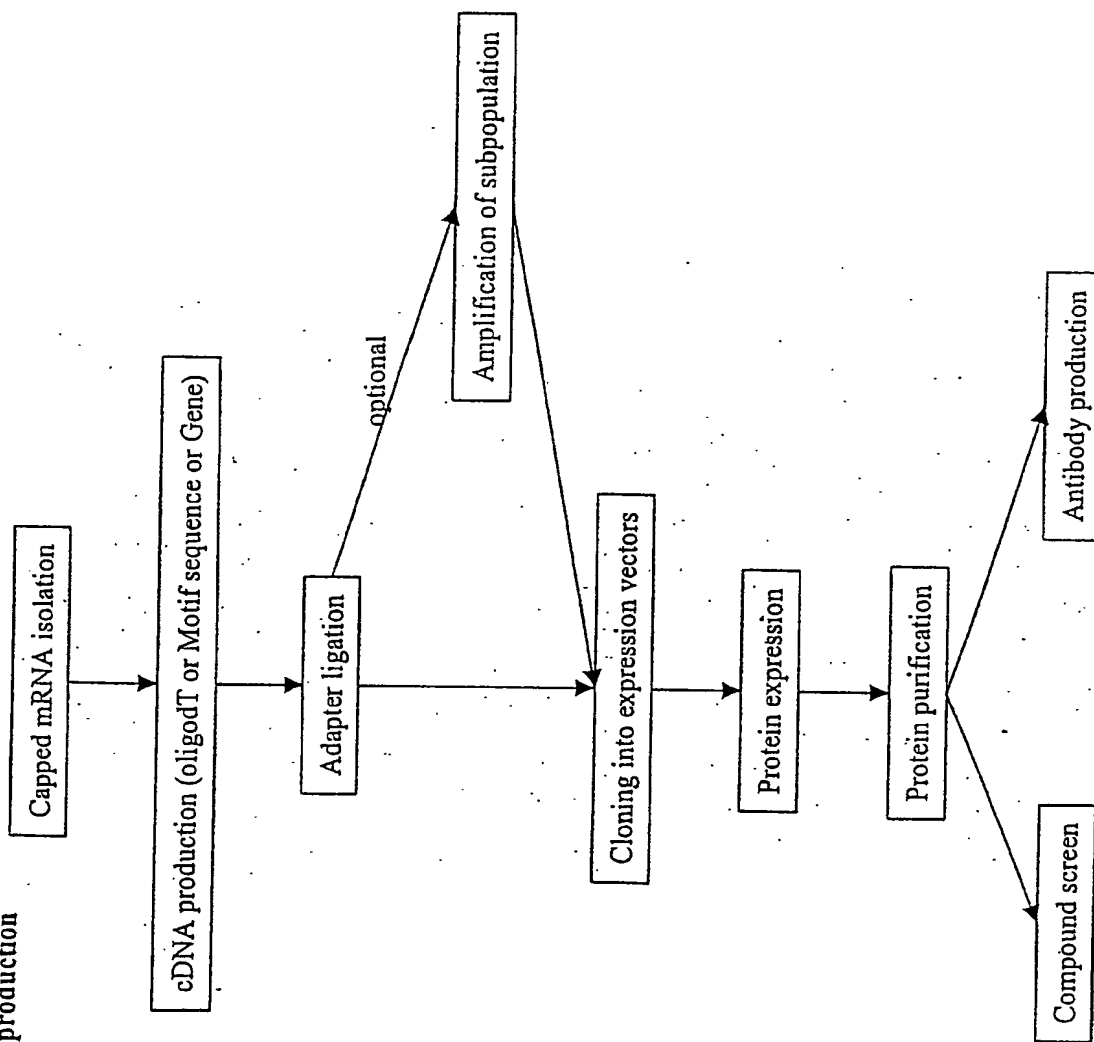 production
Capped mRNA isolation
cDNA production (oligodT or Motif sequence or Gene)
Adapter ligation
optional
Amplification of subpopulation
Cloning into expression vectors
Protein expression
Protein purification
Compound screen
Antibody production